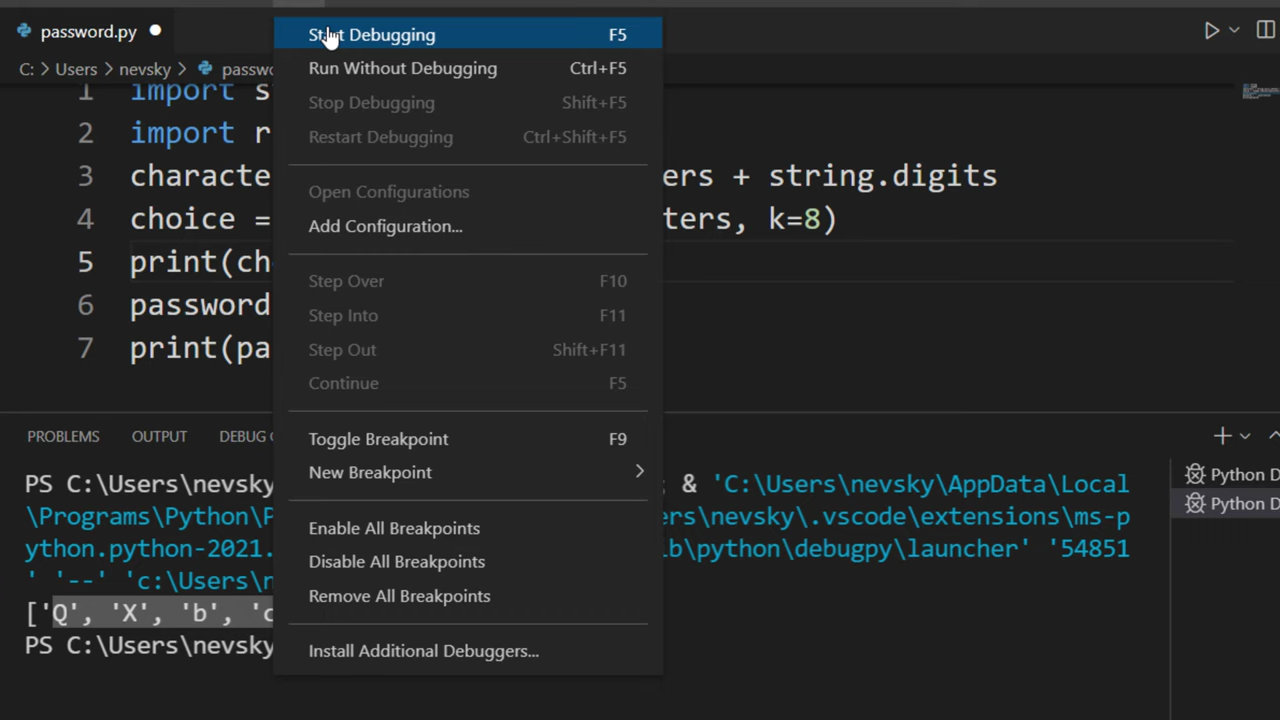 password.py
C: > Users > nevsky >
Start Debugging F5
Run Without Debugging Ctrl+F5
Stop Debugging Shift+F5
Restart Debugging Ctrl+Shift+F5
Open Configurations
Add Configuration...
Step Over F10
Step Into F11
Step Out Shift+F11
Continue F5
Toggle Breakpoint F9
New Breakpoint
Enable All Breakpoints
Disable All Breakpoints
Remove All Breakpoints
Install Additional Debuggers...
1 import s
2 import r
3 characte ers + string.digits
4 choice = ters, k=8)
5 print(ch
6 password
7 print(pa
PROBLEMS OUTPUT DEBUG
PS C:\Users\nevsky & 'C:\Users\nevsky\AppData\Local
\Programs\Python\P ers\nevsky\.vscode\extensions\ms-p
ython.python-2021. ib\python\debugpy\launcher' '54851
' '--' 'c:\Users\n
['Q', 'X', 'b', 'c
PS C:\Users\nevsky
Python D
Python D